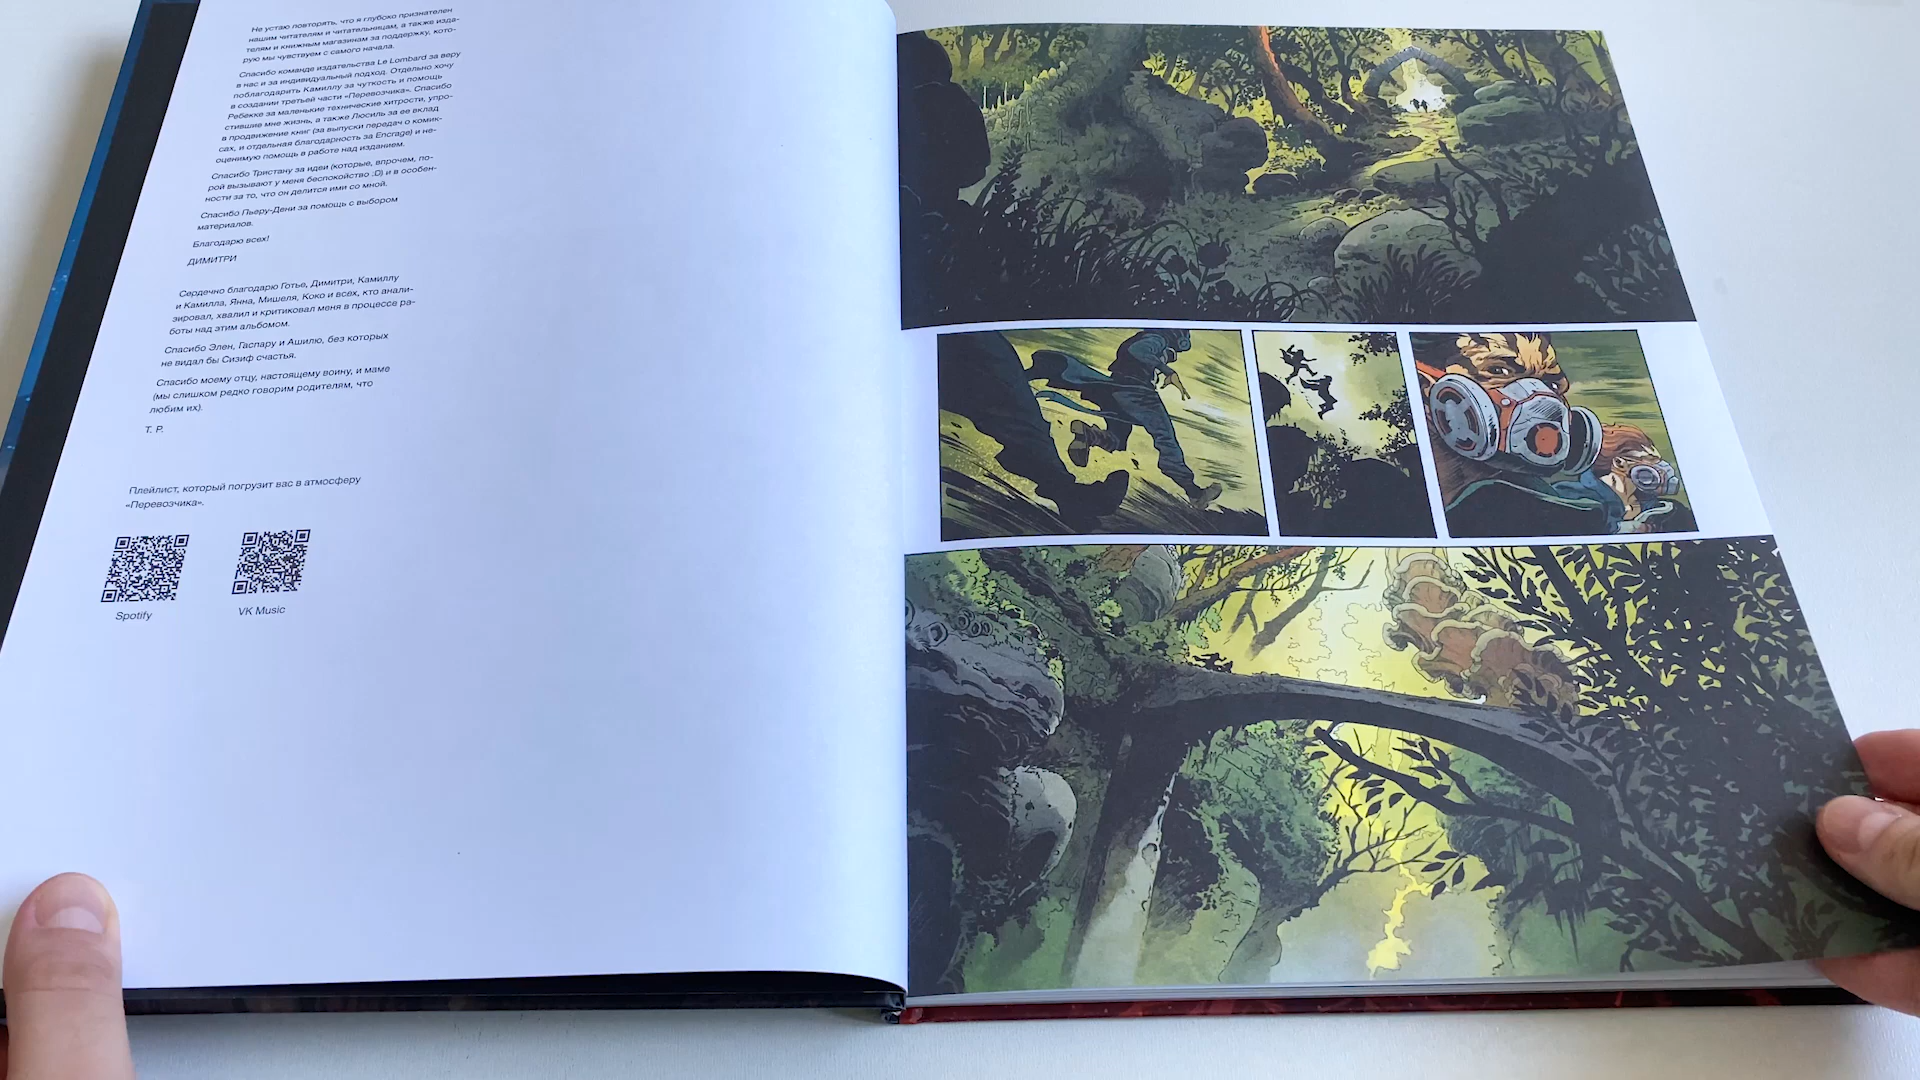 Не устаю повторять, что я глубоко признателен
нашим читателям и читательницам, а также изда-
телям и книжным магазинам за поддержку, кото-
рую мы чувствуем с самого начала.
Спасибо команде издательства Le Lombard за веру
в нас и за индивидуальный подход. Отдельно хочу
поблагодарить Камиллу за чуткость и помощь
в создании третьей части «Перевозчика». Спасибо
Ребекке за маленькие технические хитрости, упро-
стившие мне жизнь, а также Люсиль за ее вклад
в продвижение книг (за выпуски передач о комик-
сах, и отдельная благодарность за Encrage) и не-
оценимую помощь в работе над изданием.
Спасибо Тристану за идеи (которые, впрочем, по-
рой вызывают у меня беспокойство :D) и в особен-
ности за то, что он делится ими со мной.
Спасибо Пьеру-Дени за помощь с выбором
материалов.
Благодарю всех!
ДИМИТРИ
Сердечно благодарю Готье, Димитри, Камиллу
и Камилла, Янна, Мишеля, Коко и всех, кто анали-
зировал, хвалил и критиковал меня в процессе ра-
боты над этим альбомом.
Спасибо Элен, Гаспару и Ашилю, без которых
не видал бы Сизиф счастья.
Спасибо моему отцу, настоящему воину, и маме
(мы слишком редко говорим родителям, что
любим их).
Т. Р.
Плейлист, который погрузит вас в атмосферу
«Перевозчика».
Spotify
VK Music